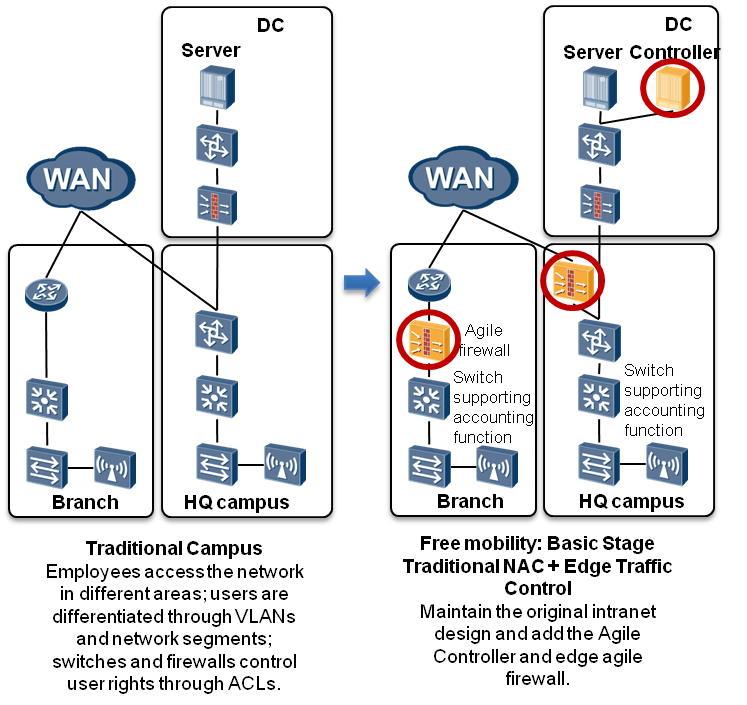 DC
Server
WAN
Branch
HQ campus
Traditional Campus
Employees access the network
in different areas; users are
differentiated through VLANs
and network segments;
switches and firewalls control
user rights through ACLs.
DC
Server Controller
WAN
Agile
firewall
Switch
supporting
accounting
function
Switch
supporting
accounting
function
Branch
HQ campus
Free mobility: Basic Stage
Traditional NAC + Edge Traffic
Control
Maintain the original intranet
design and add the Agile
Controller and edge agile
firewall.